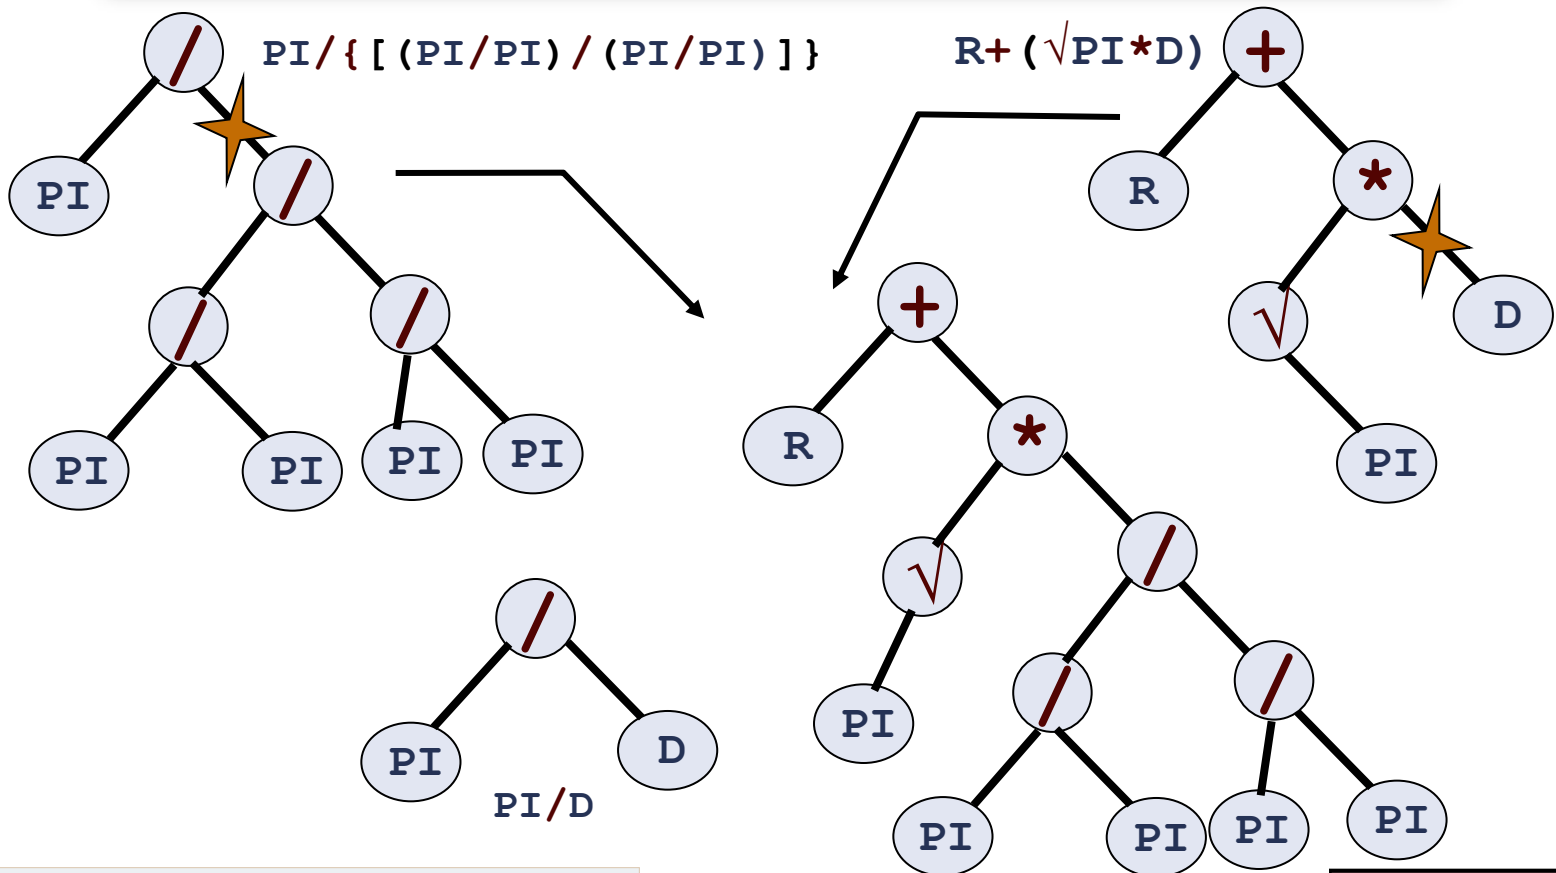 /
PI/{[(PI/PI)/(PI/PI)]}
R+(√PI*D)
+
PI
/
R
*
/
/
+
√
D
PI
PI
PI
PI
R
*
PI
√
/
/
PI
D
PI/D
PI
/
/
PI
PI
PI
PI